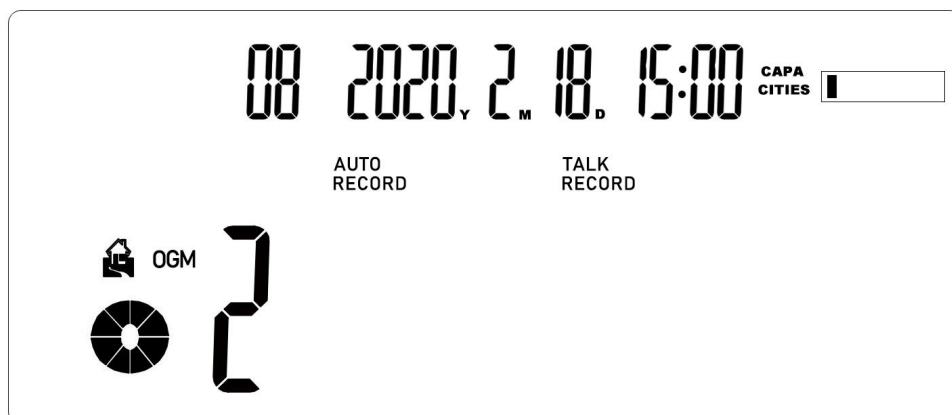 08 2020Y 2M 18D 15:00 CAPA CITIES
AUTO RECORD TALK RECORD
OGM 2